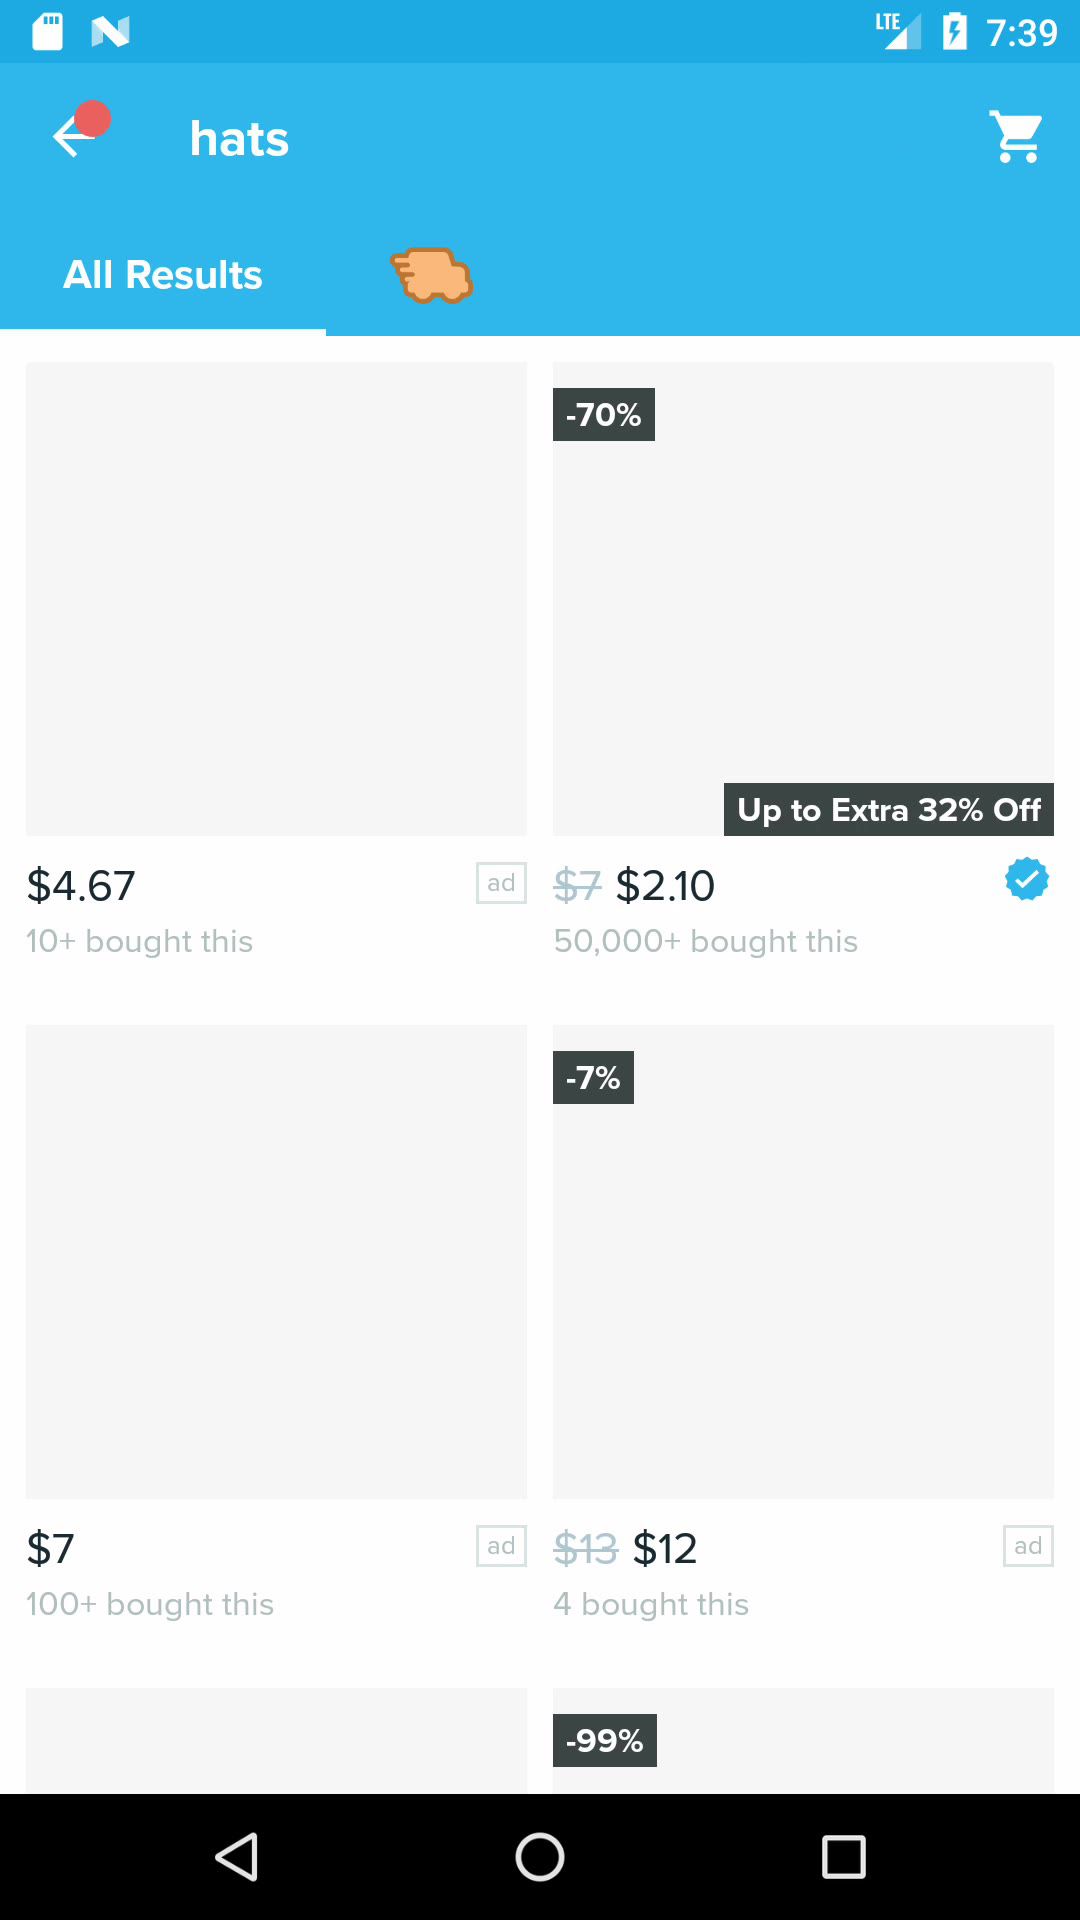 LTE 7:39
hats
All Results
-70%
Up to Extra 32% Off
$4.67 ad
$7 $2.10
10+ bought this
50,000+ bought this
-7%
$7 ad
$13 $12 ad
100+ bought this
4 bought this
-99%